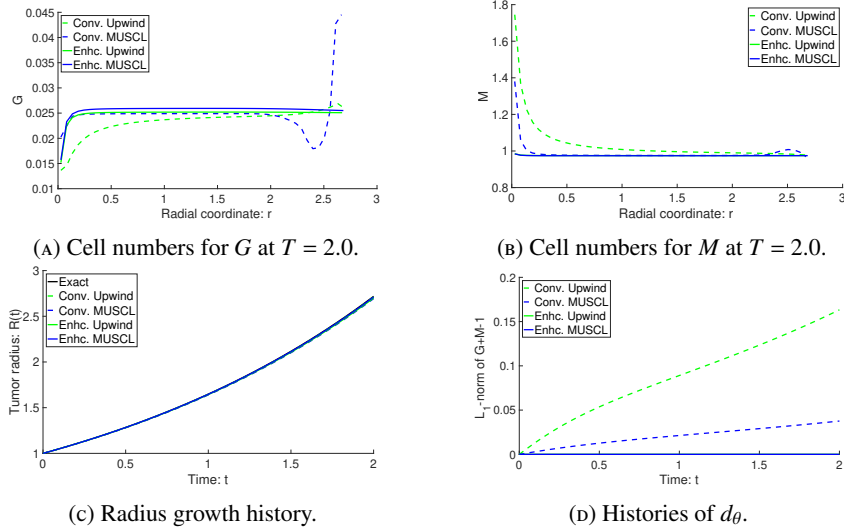 0.045
0.04
0.035
0.03
0.025
0.02
0.015
0.01
G
Conv. Upwind
Conv. MUSCL
Enhc. Upwind
Enhc. MUSCL
0 0.5 1 1.5 2 2.5 3
Radial coordinate: r
(A) Cell numbers for G at T = 2.0.
1.8
1.6
1.4
1.2
1
0.8
M
Conv. Upwind
Conv. MUSCL
Enhc. Upwind
Enhc. MUSCL
0 0.5 1 1.5 2 2.5 3
Radial coordinate: r
(B) Cell numbers for M at T = 2.0.
3
2.5
2
1.5
1
Tumor radius: R(t)
Exact
Conv. Upwind
Conv. MUSCL
Enhc. Upwind
Enhc. MUSCL
0 0.5 1 1.5 2
Time: t
(C) Radius growth history.
0.2
0.15
0.1
0.05
0
L₁-norm of G+M-1
Conv. Upwind
Conv. MUSCL
Enhc. Upwind
Enhc. MUSCL
0 0.5 1 1.5 2
Time: t
(D) Histories of dθ.